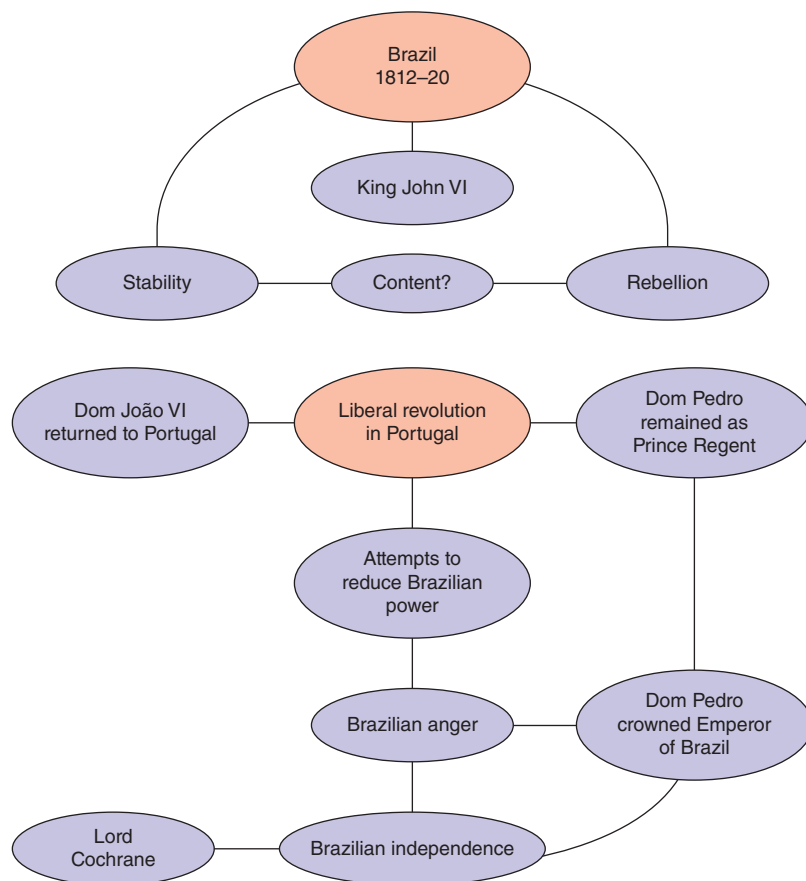 Brazil
1812–20
King John VI
Stability
Content?
Rebellion
Dom João VI
returned to Portugal
Liberal revolution
in Portugal
Dom Pedro
remained as
Prince Regent
Attempts to
reduce Brazilian
power
Brazilian anger
Dom Pedro
crowned Emperor
of Brazil
Lord
Cochrane
Brazilian independence